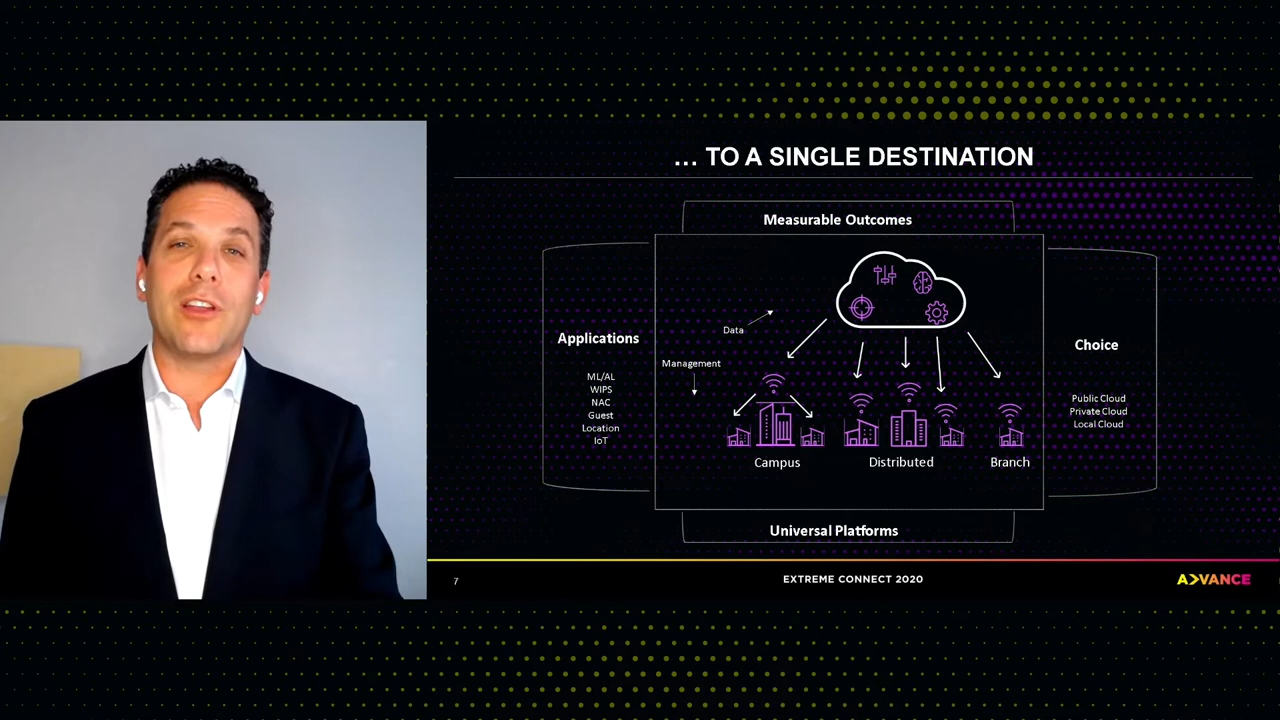 … TO A SINGLE DESTINATION
Measurable Outcomes
Applications
ML/AL
WIPS
NAC
Guest
Location
IoT
Data
Management
Campus
Distributed
Branch
Choice
Public Cloud
Private Cloud
Local Cloud
Universal Platforms
7
EXTREME CONNECT 2020
ADVANCE